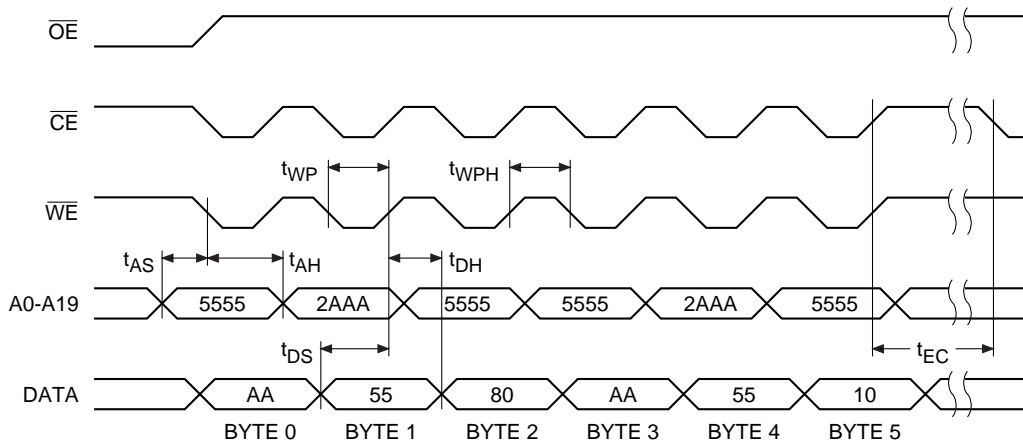 OE
CE
tWP
tWPH
WE
tAS
tAH
tDH
A0-A19
5555
2AAA
5555
5555
2AAA
5555
tDS
tEC
DATA
AA
55
80
AA
55
10
BYTE 0
BYTE 1
BYTE 2
BYTE 3
BYTE 4
BYTE 5